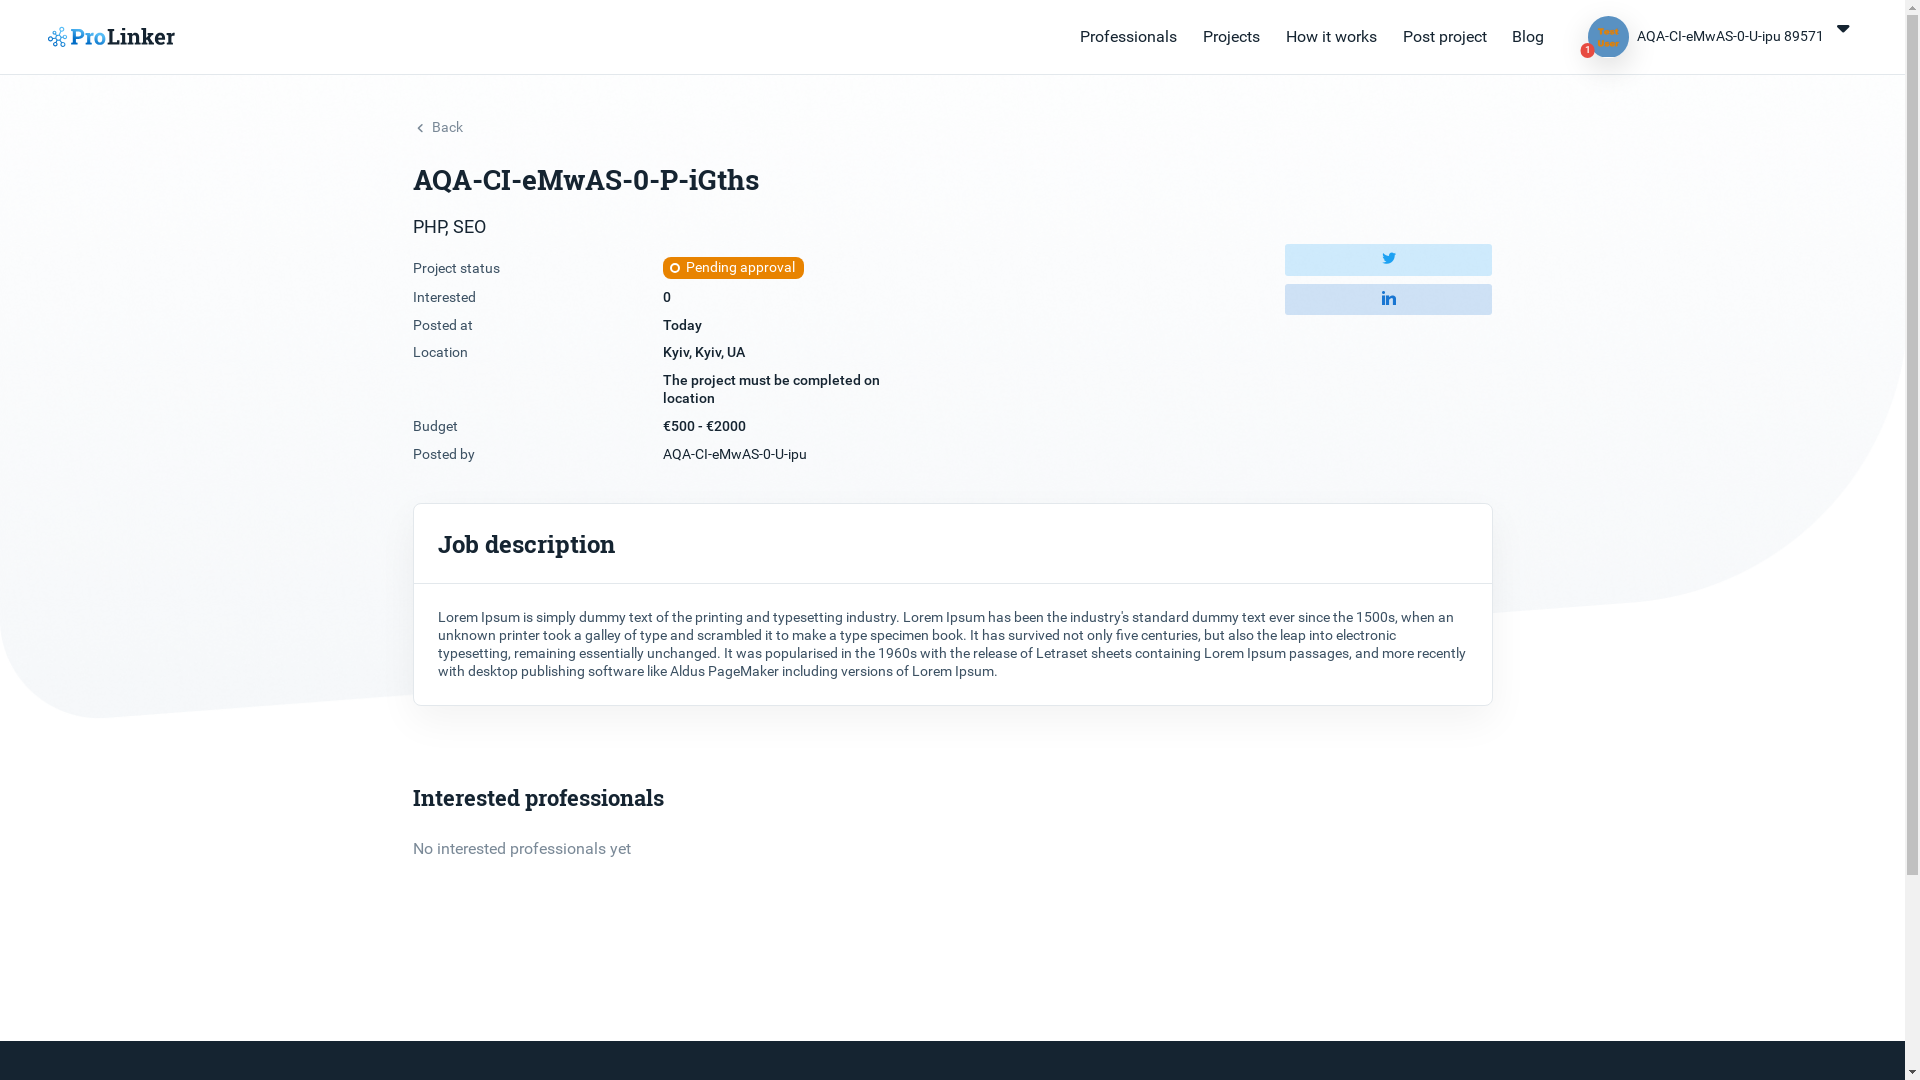 ProLinker
Professionals
Projects
How it works
Post project
Blog
Test
User
1
AQA-CI-eMwAS-0-U-ipu 89571
Back
AQA-CI-eMwAS-0-P-iGths
PHP, SEO
Project status Pending approval
Interested 0
Posted at Today
Location Kyiv, Kyiv, UA
The project must be completed on
location
Budget €500 - €2000
Posted by AQA-CI-eMwAS-0-U-ipu
Job description
Lorem Ipsum is simply dummy text of the printing and typesetting industry. Lorem Ipsum has been the industry's standard dummy text ever since the 1500s, when an
unknown printer took a galley of type and scrambled it to make a type specimen book. It has survived not only five centuries, but also the leap into electronic
typesetting, remaining essentially unchanged. It was popularised in the 1960s with the release of Letraset sheets containing Lorem Ipsum passages, and more recently
with desktop publishing software like Aldus PageMaker including versions of Lorem Ipsum.
Interested professionals
No interested professionals yet